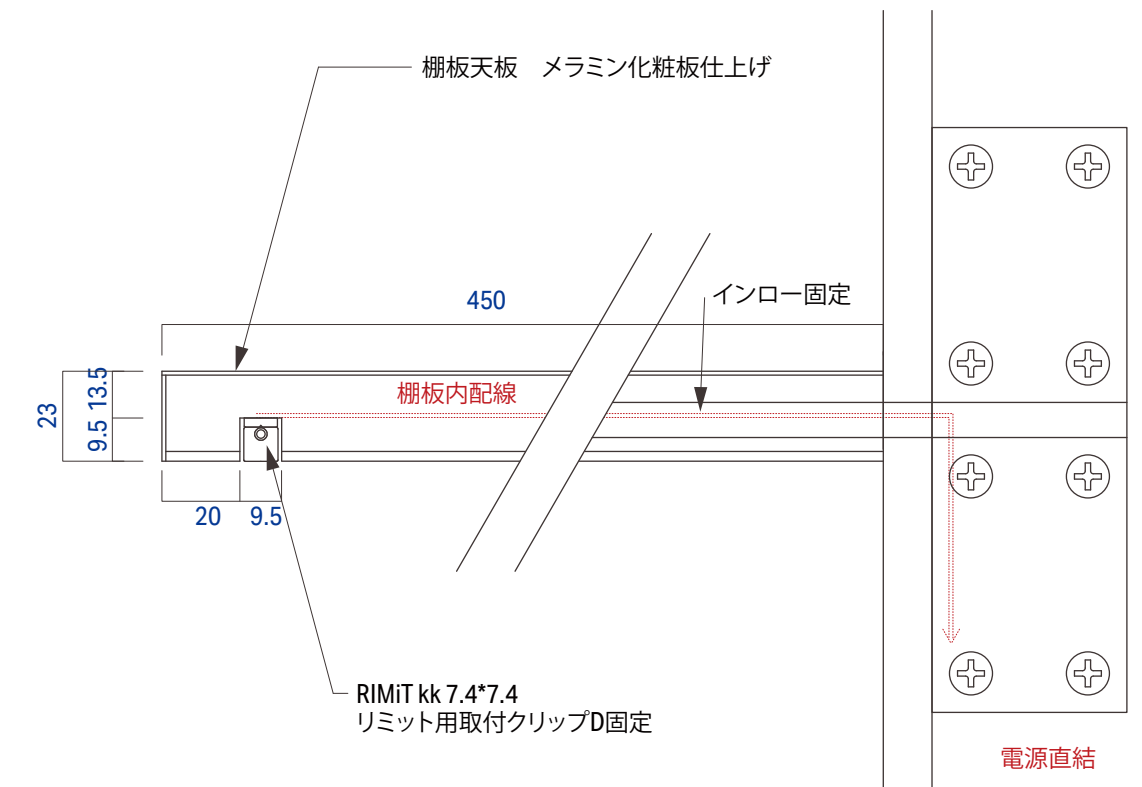 棚板天板　メラミン化粧板仕上げ
インロー固定
450
棚板内配線
23
13.5
9.5
20
9.5
RIMiT kk 7.4*7.4
リミット用取付クリップD固定
電源直結